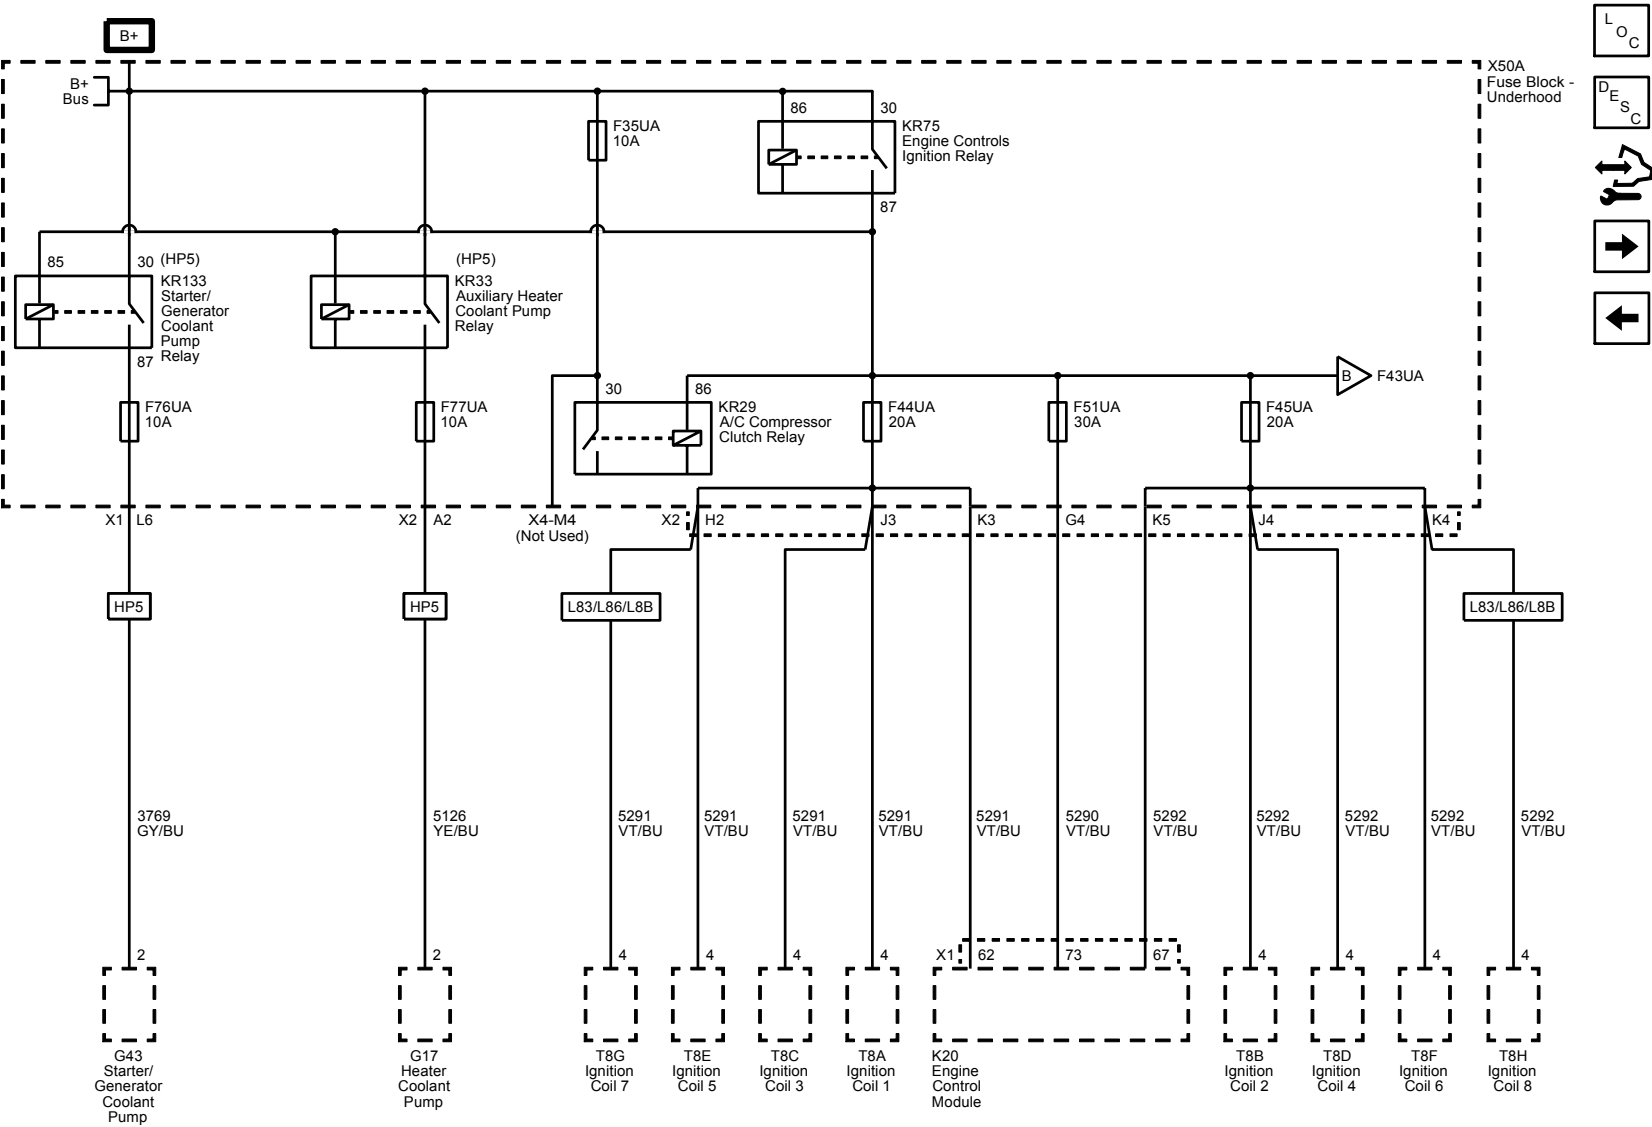 B+
LOC
X50A
Fuse Block -
Underhood
DESC
B+
Bus
86
30
F35UA
10A
KR75
Engine Controls
Ignition Relay
87
85
30
(HP5)
KR133
Starter/
Generator
Coolant
Pump
Relay
87
(HP5)
KR33
Auxiliary Heater
Coolant Pump
Relay
B
F43UA
30
86
F76UA
10A
F77UA
10A
KR29
A/C Compressor
Clutch Relay
F44UA
20A
F51UA
30A
F45UA
20A
X1
L6
X2
A2
X4-M4
(Not Used)
X2
H2
J3
K3
G4
K5
J4
K4
HP5
HP5
L83/L86/L8B
L83/L86/L8B
3769
GY/BU
5126
YE/BU
5291
VT/BU
5291
VT/BU
5291
VT/BU
5291
VT/BU
5291
VT/BU
5290
VT/BU
5292
VT/BU
5292
VT/BU
5292
VT/BU
5292
VT/BU
5292
VT/BU
2
2
4
4
4
4
X1
62
73
67
4
4
4
4
G43
Starter/
Generator
Coolant
Pump
G17
Heater
Coolant
Pump
T8G
Ignition
Coil 7
T8E
Ignition
Coil 5
T8C
Ignition
Coil 3
T8A
Ignition
Coil 1
K20
Engine
Control
Module
T8B
Ignition
Coil 2
T8D
Ignition
Coil 4
T8F
Ignition
Coil 6
T8H
Ignition
Coil 8